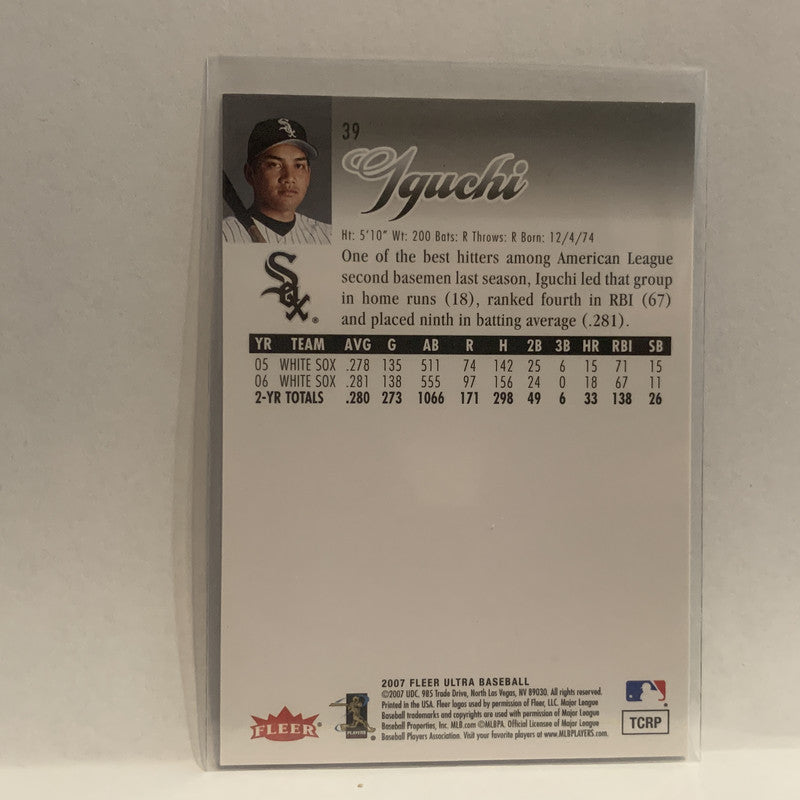 39
Iguchi
Ht: 5'10" Wt: 200 Bats: R Throws: R Born: 12/4/74
One of the best hitters among American League
second basemen last season, Iguchi led that group
in home runs (18), ranked fourth in RBI (67)
and placed ninth in batting average (.281).
Sox
YR TEAM AVG G AB R H 2B 3B HR RBI SB
05 WHITE SOX .278 135 511 74 142 25 6 15 71 15
06 WHITE SOX .281 138 555 97 156 24 0 18 67 11
2-YR TOTALS .280 273 1066 171 298 49 6 33 138 26
2007 FLEER ULTRA BASEBALL
©2007 UDC, 985 Trade Drive, North Las Vegas, NV 89030. All rights reserved.
Printed in the USA. Fleer logos used by permission of Fleer, LLC. Major League
Baseball trademarks and copyrights are used with permission of Major League
Baseball Properties, Inc. MLB.com ©MLBPA. Official Licensee of Major League
Baseball Players Association. Visit your favorite players at www.MLBPLAYERS.com.
FLEER
PLAYERS
TCRP